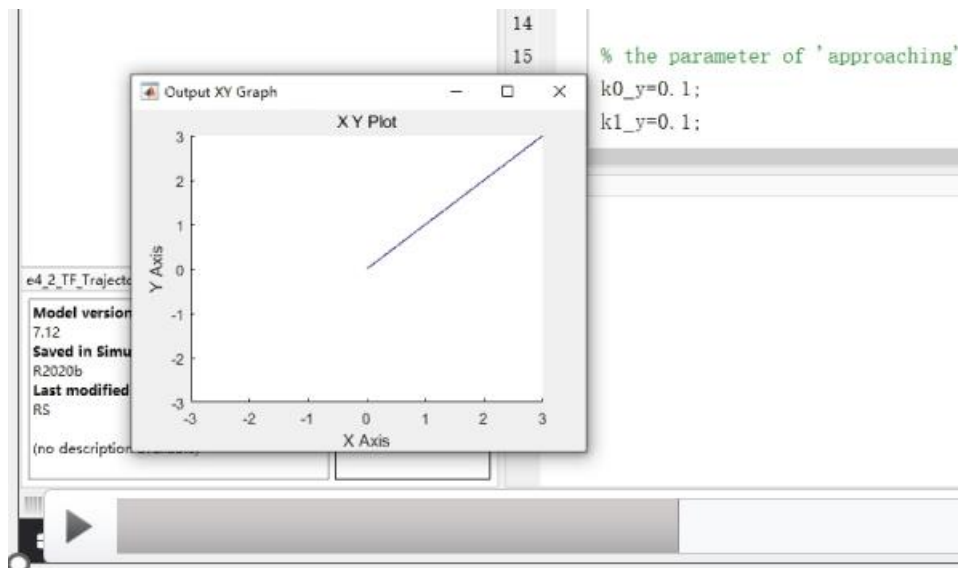 14
15
% the parameter of 'approaching'
k0_y=0.1;
k1_y=0.1;
Output XY Graph
X Y Plot
3
2
1
0
-1
-2
-3
Y Axis
-3 -2 -1 0 1 2 3
X Axis
e4_2_TF_Trajecto
Model version
7.12
Saved in Simu
R2020b
Last modified
RS
(no description